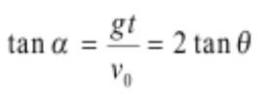 tan α = gt/v₀ = 2 tan θ